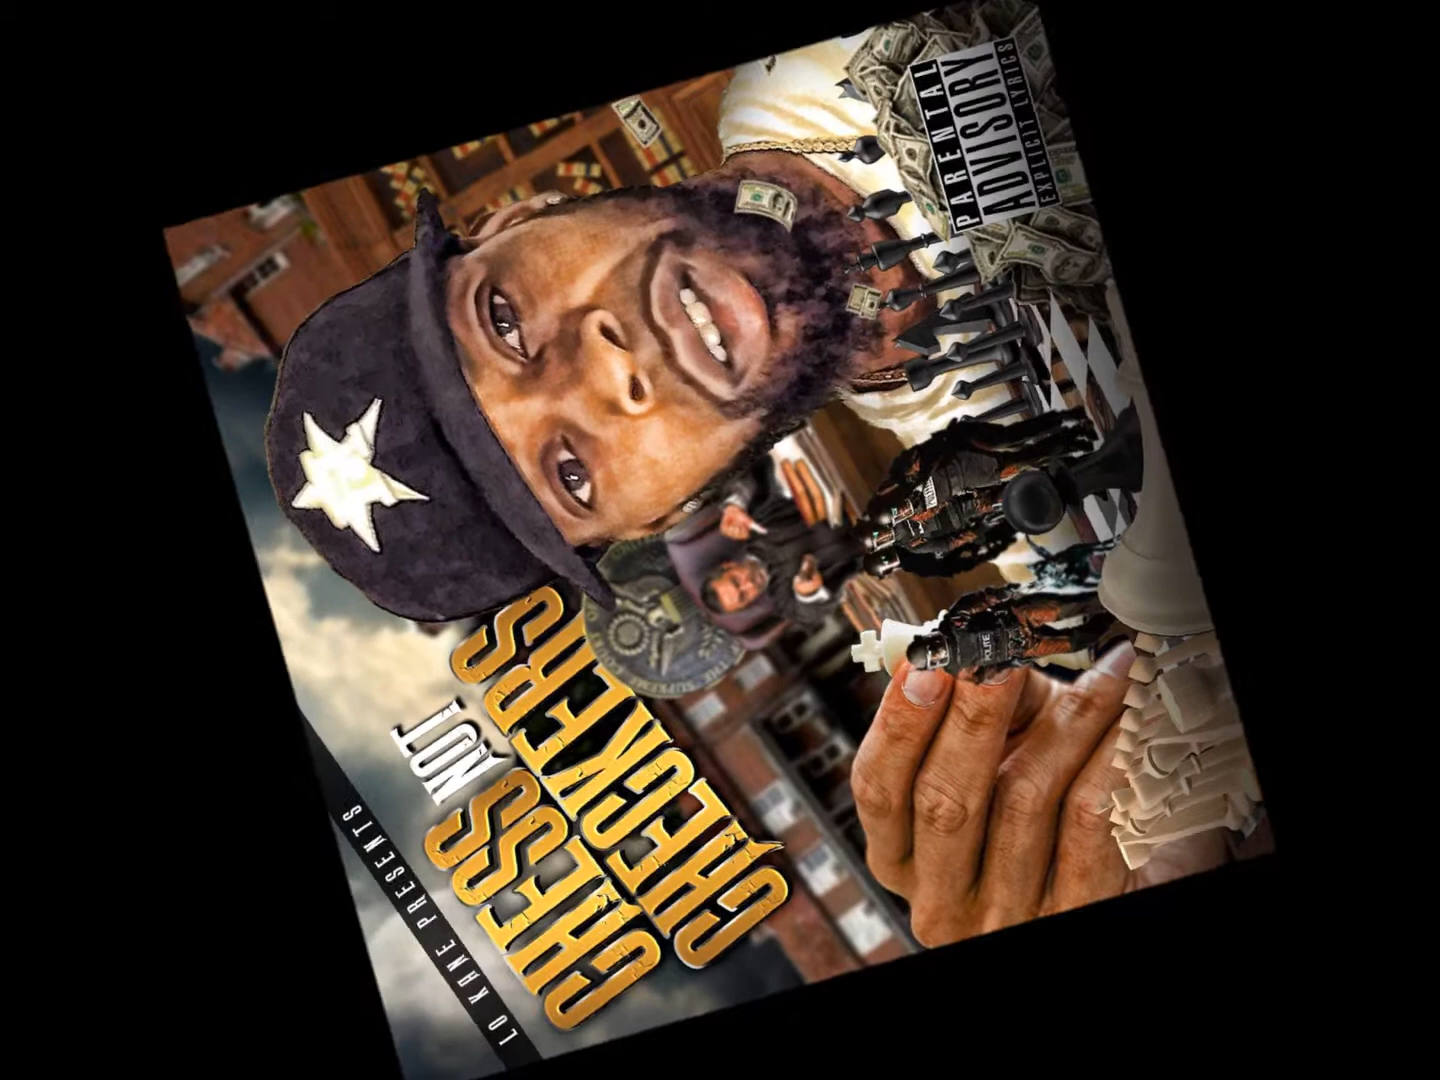 LO KANE PRESENTS
CHESS NOT
CHECKERS
PARENTAL
ADVISORY
EXPLICIT LYRICS